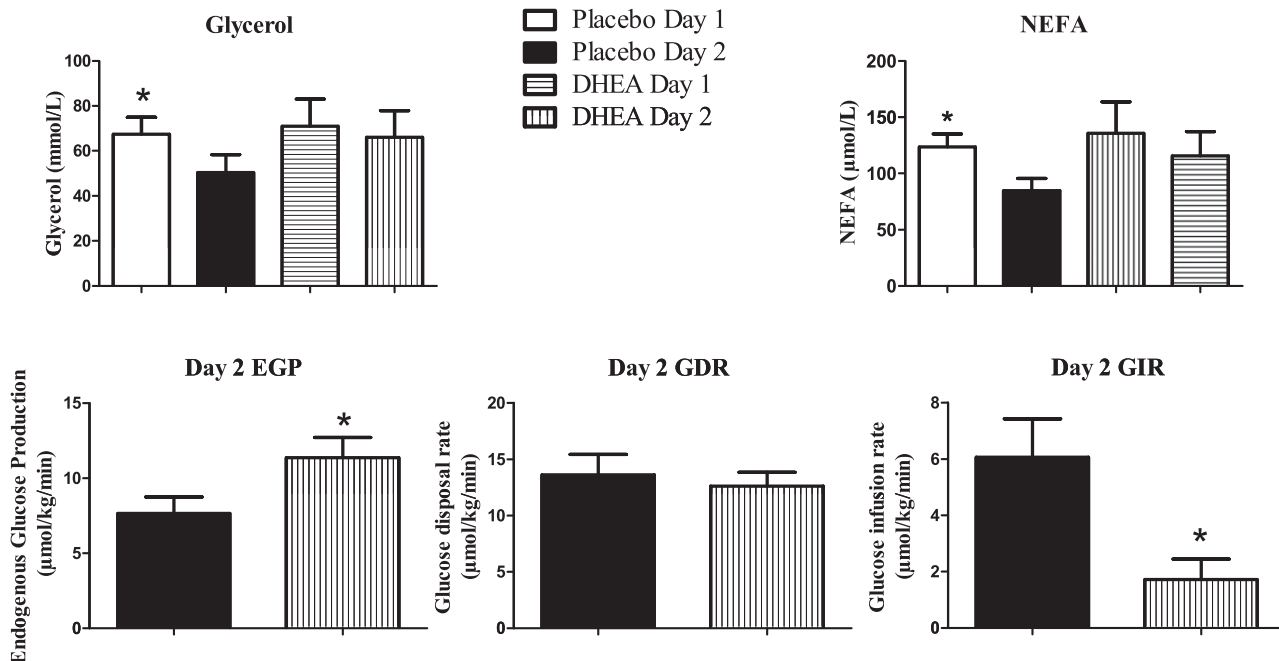 Glycerol
100
80
60
40
20
0
Glycerol (mmol/L)
*
Placebo Day 1
Placebo Day 2
DHEA Day 1
DHEA Day 2
NEFA
200
150
100
50
0
NEFA (µmol/L)
*
Day 2 EGP
15
10
5
0
Endogenous Glucose Production
(µmol/kg/min)
*
Day 2 GDR
20
15
10
5
0
Glucose disposal rate
(µmol/kg/min)
Day 2 GIR
8
6
4
2
0
Glucose infusion rate
(µmol/kg/min)
*